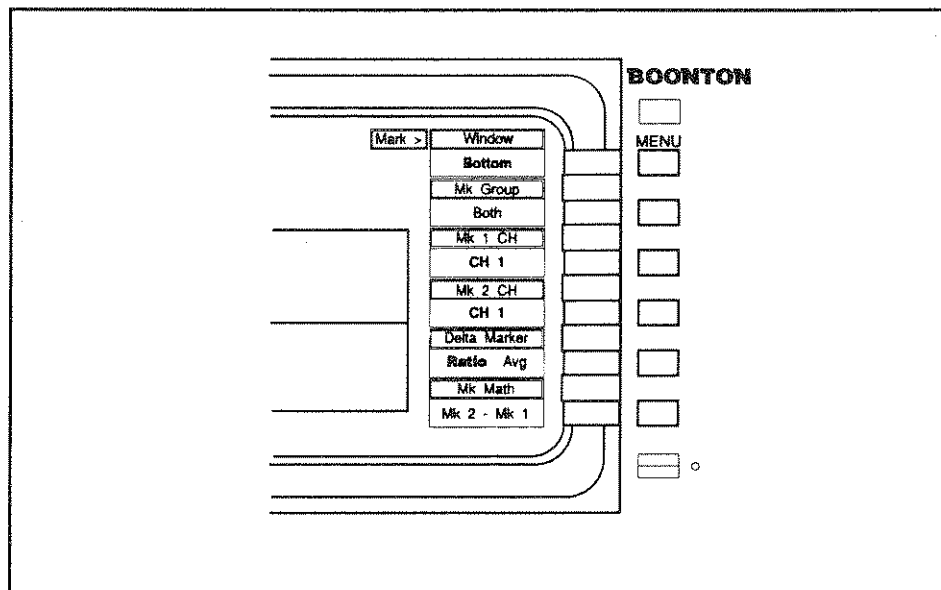 BOONTON
MENU
Mark > Window
Bottom
Mk Group
Both
Mk 1 CH
CH 1
Mk 2 CH
CH 1
Delta Marker
Ratio Avg
Mk Math
Mk 2 - Mk 1